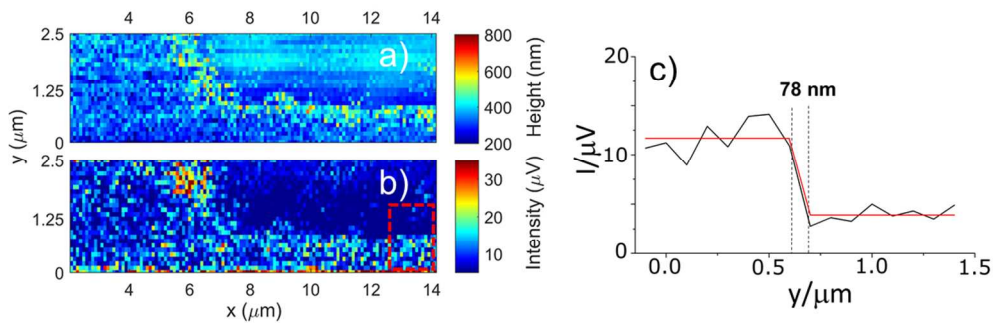 4 6 8 10 12 14
2.5
1.25
0
y (μm)
a)
800
600
400
200
Height (nm)
2.5
1.25
0
b)
30
20
10
Intensity (μV)
4 6 8 10 12 14
x (μm)
c)
78 nm
20
10
0
I/μV
0.0 0.5 1.0 1.5
y/μm